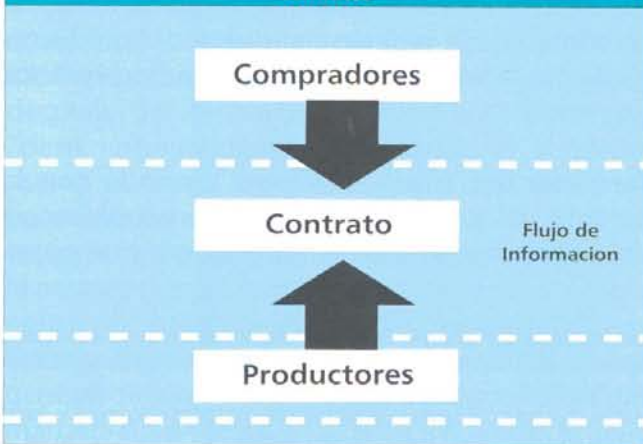 Compradores
Contrato
Flujo de
Informacion
Productores